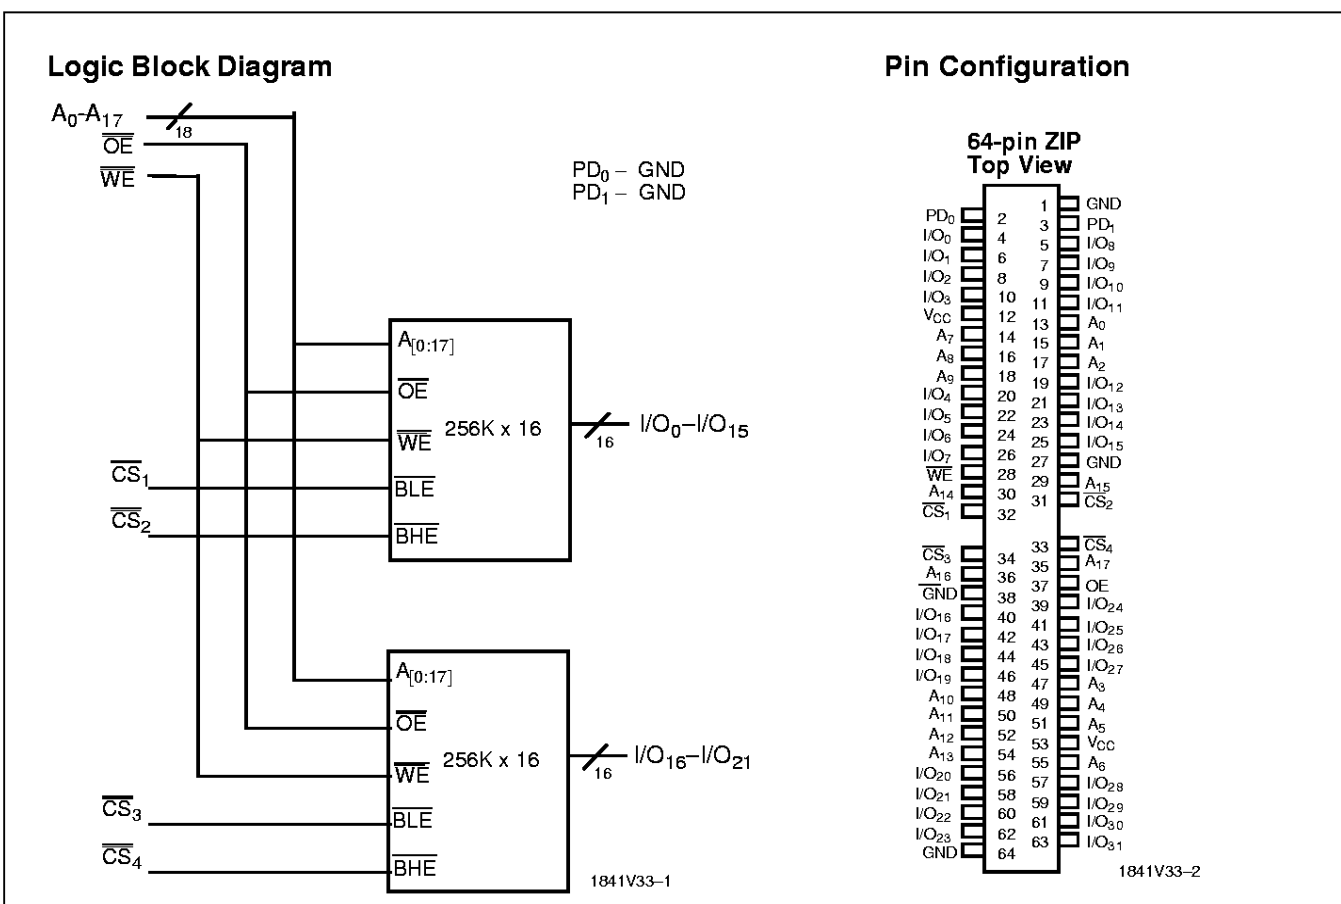 Logic Block Diagram
A0-A17
18
OE
WE
PD0 – GND
PD1 – GND
A[0:17]
OE
WE
BLE
BHE
256K x 16
16
I/O0–I/O15
CS1
CS2
A[0:17]
OE
WE
BLE
BHE
256K x 16
16
I/O16–I/O21
CS3
CS4
1841V33–1
Pin Configuration
64-pin ZIP
Top View
1 GND
PD0 2
3 PD1
I/O0 4
5 I/O8
I/O1 6
7 I/O9
I/O2 8
9 I/O10
I/O3 10
11 I/O11
VCC 12
13 A0
A7 14
15 A1
A8 16
17 A2
A9 18
19 I/O12
I/O4 20
21 I/O13
I/O5 22
23 I/O14
I/O6 24
25 I/O15
I/O7 26
27 GND
WE 28
29 A15
A14 30
31 CS2
CS1 32
33 CS4
CS3 34
35 A17
A16 36
37 OE
GND 38
39 I/O24
I/O16 40
41 I/O25
I/O17 42
43 I/O26
I/O18 44
45 I/O27
I/O19 46
47 A3
A10 48
49 A4
A11 50
51 A5
A12 52
53 VCC
A13 54
55 A6
I/O20 56
57 I/O28
I/O21 58
59 I/O29
I/O22 60
61 I/O30
I/O23 62
63 I/O31
GND 64
1841V33–2